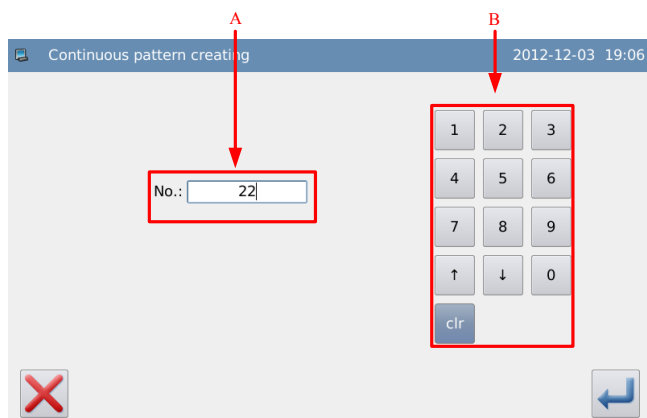 A B
Continuous pattern creating 2012-12-03 19:06
1 2 3
No.: 22 4 5 6
7 8 9
↑ ↓ 0
clr